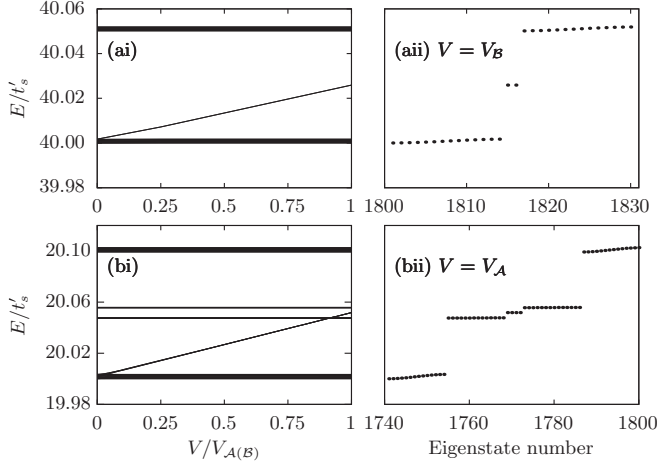 40.06
40.04
40.02
40.00
39.98
E/t′ₛ
(ai)
0 0.25 0.5 0.75 1
(aii) V = V_ℬ
1800 1810 1820 1830
20.10
20.06
20.02
19.98
E/t′ₛ
(bi)
0 0.25 0.5 0.75 1
V/V_𝒜(ℬ)
(bii) V = V_𝒜
1740 1760 1780 1800
Eigenstate number